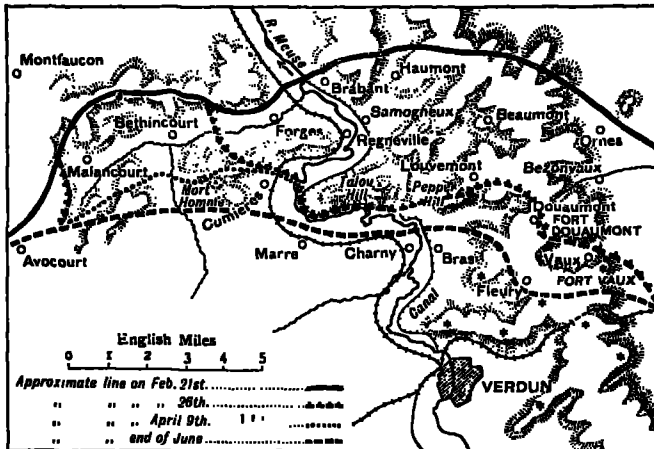 R. Meuse
Montfaucon
Haumont
Brabant
Samogneux
Beaumont
Bethincourt
Forges
Regneville
Ornes
Malancourt
Louvemont
Bezonvaux
Mort
Homme
Talou
Hill
Pepper
Hill
Cumieres
Douaumont
FORT
DOUAUMONT
Avocourt
Marre
Charny
Bras
Vaux
FORT VAUX
Fleury
Canal
English Miles
0 1 2 3 4 5
VERDUN
Approximate line on Feb. 21st.
" " " " 26th.
" " " April 9th.
" " " end of June